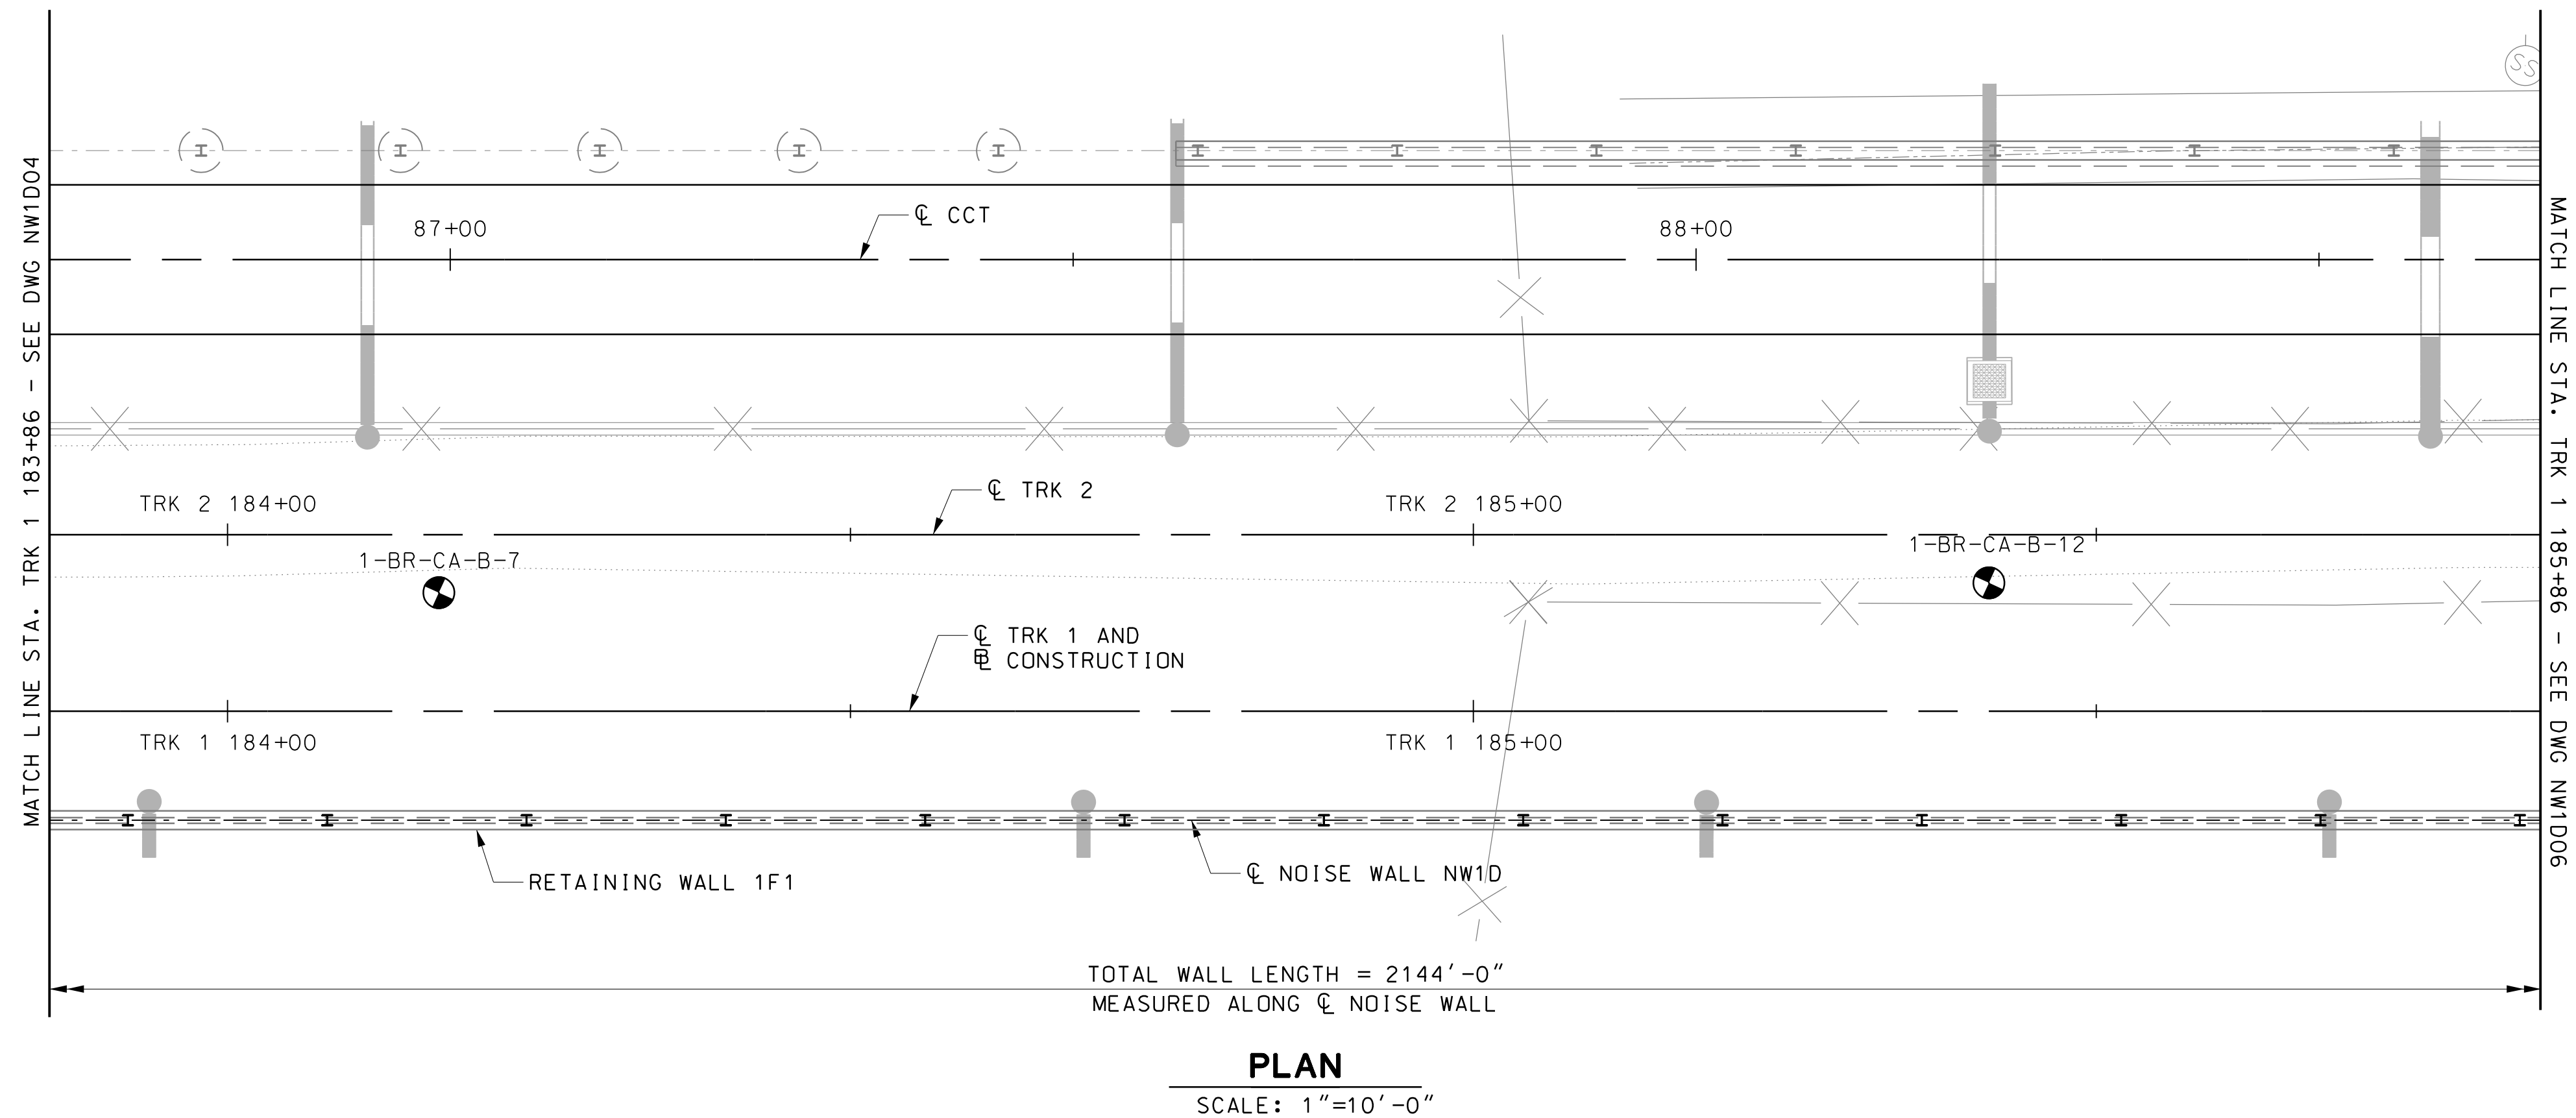 SS
87+00
℄ CCT
88+00
MATCH LINE STA. TRK 1 183+86 - SEE DWG NW1D04
MATCH LINE STA. TRK 1 185+86 - SEE DWG NW1D06
℄ TRK 2
TRK 2 184+00
TRK 2 185+00
1-BR-CA-B-7
1-BR-CA-B-12
℄ TRK 1 AND
BL CONSTRUCTION
TRK 1 184+00
TRK 1 185+00
RETAINING WALL 1F1
℄ NOISE WALL NW1D
TOTAL WALL LENGTH = 2144'-0"
MEASURED ALONG ℄ NOISE WALL
PLAN
SCALE: 1"=10'-0"